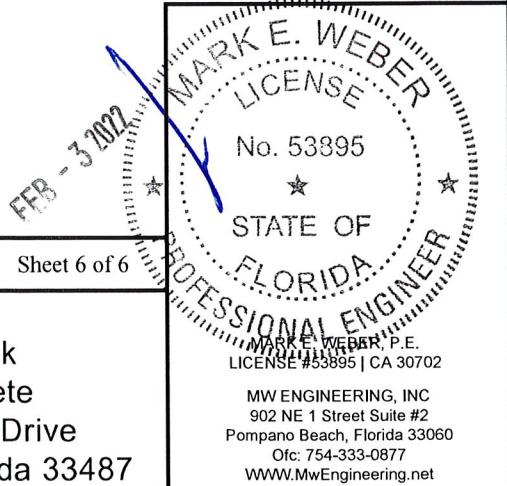 MARK E. WEBER
LICENSE
No. 53895
STATE OF
FLORIDA
PROFESSIONAL ENGINEER
FEB - 3 2022
Sheet 6 of 6
MARK E. WEBER, P.E.
LICENSE #53895 | CA 30702
MW ENGINEERING, INC
902 NE 1 Street Suite #2
Pompano Beach, Florida 33060
Ofc: 754-333-0877
WWW.MwEngineering.net
k
ete
Drive
da 33487